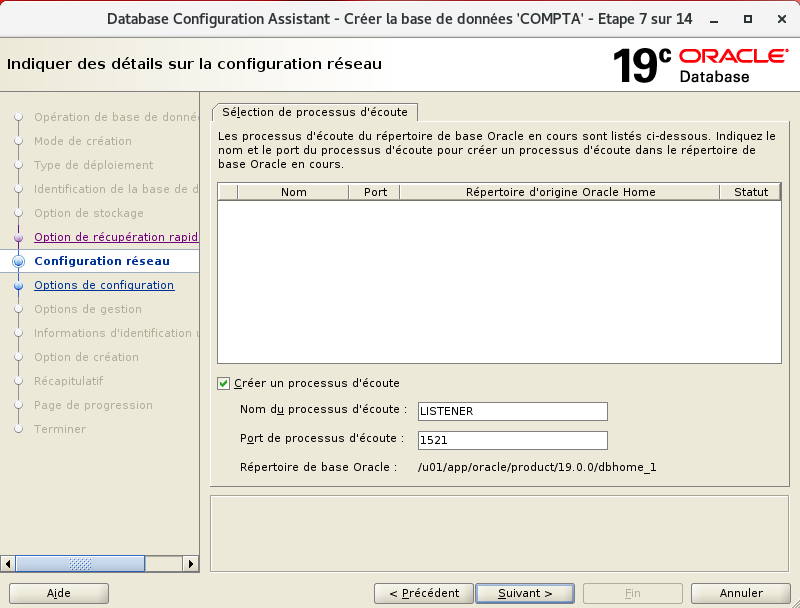 Database Configuration Assistant - Créer la base de données 'COMPTA' - Etape 7 sur 14
Indiquer des détails sur la configuration réseau
19c ORACLE
Database
Opération de base de donné
Mode de création
Type de déploiement
Identification de la base de d
Option de stockage
Option de récupération rapid
Configuration réseau
Options de configuration
Options de gestion
Informations d'identification u
Option de création
Récapitulatif
Page de progression
Terminer
Sélection de processus d'écoute
Les processus d'écoute du répertoire de base Oracle en cours sont listés ci-dessous. Indiquez le
nom et le port du processus d'écoute pour créer un processus d'écoute dans le répertoire de
base Oracle en cours.
Nom Port Répertoire d'origine Oracle Home Statut
Créer un processus d'écoute
Nom du processus d'écoute : LISTENER
Port de processus d'écoute : 1521
Répertoire de base Oracle : /u01/app/oracle/product/19.0.0/dbhome_1
Aide < Précédent Suivant > Fin Annuler